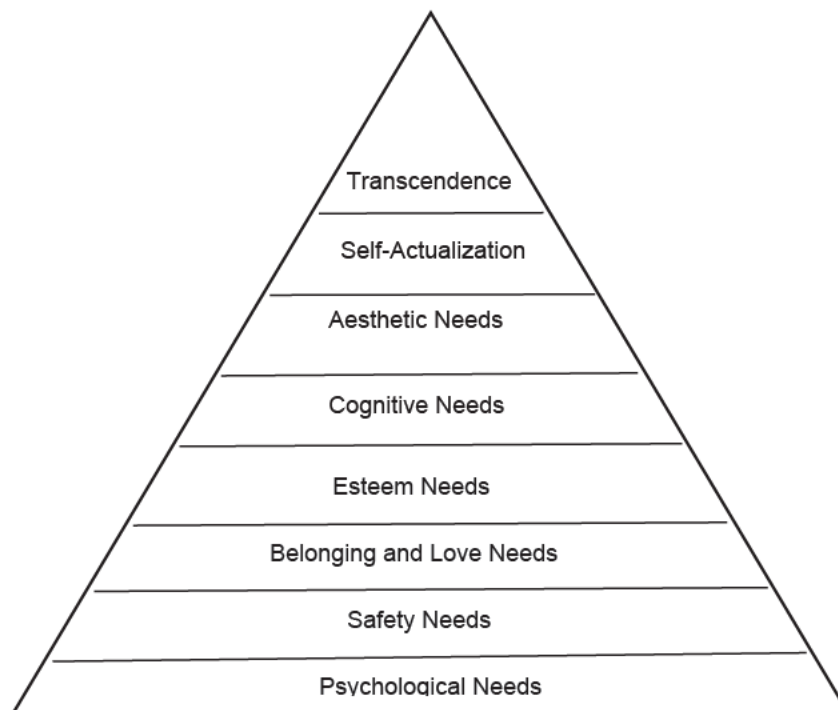 Transcendence
Self-Actualization
Aesthetic Needs
Cognitive Needs
Esteem Needs
Belonging and Love Needs
Safety Needs
Psychological Needs